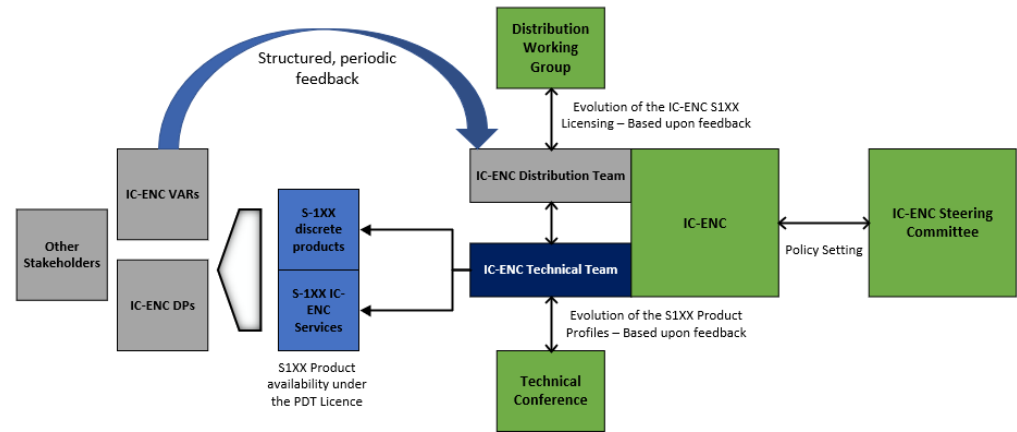 Distribution
Working
Group
Structured, periodic
feedback
Evolution of the IC-ENC S1XX
Licensing – Based upon feedback
IC-ENC VARs
IC-ENC Distribution Team
S-1XX
discrete
products
IC-ENC
IC-ENC Steering
Committee
Other
Stakeholders
Policy Setting
IC-ENC Technical Team
IC-ENC DPs
S-1XX IC-
ENC
Services
Evolution of the S1XX Product
Profiles – Based upon feedback
S1XX Product
availability under
the PDT Licence
Technical
Conference